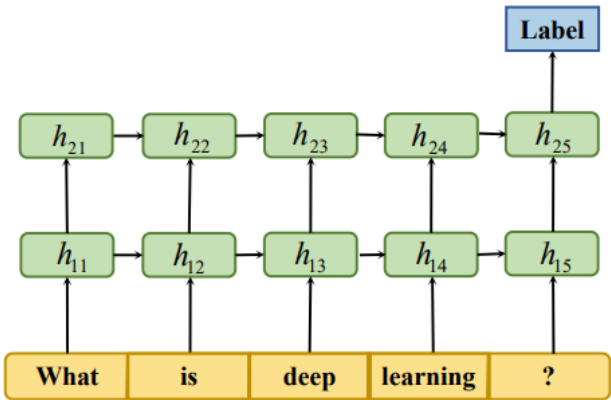 Label
h21 h22 h23 h24 h25
h11 h12 h13 h14 h15
What is deep learning ?